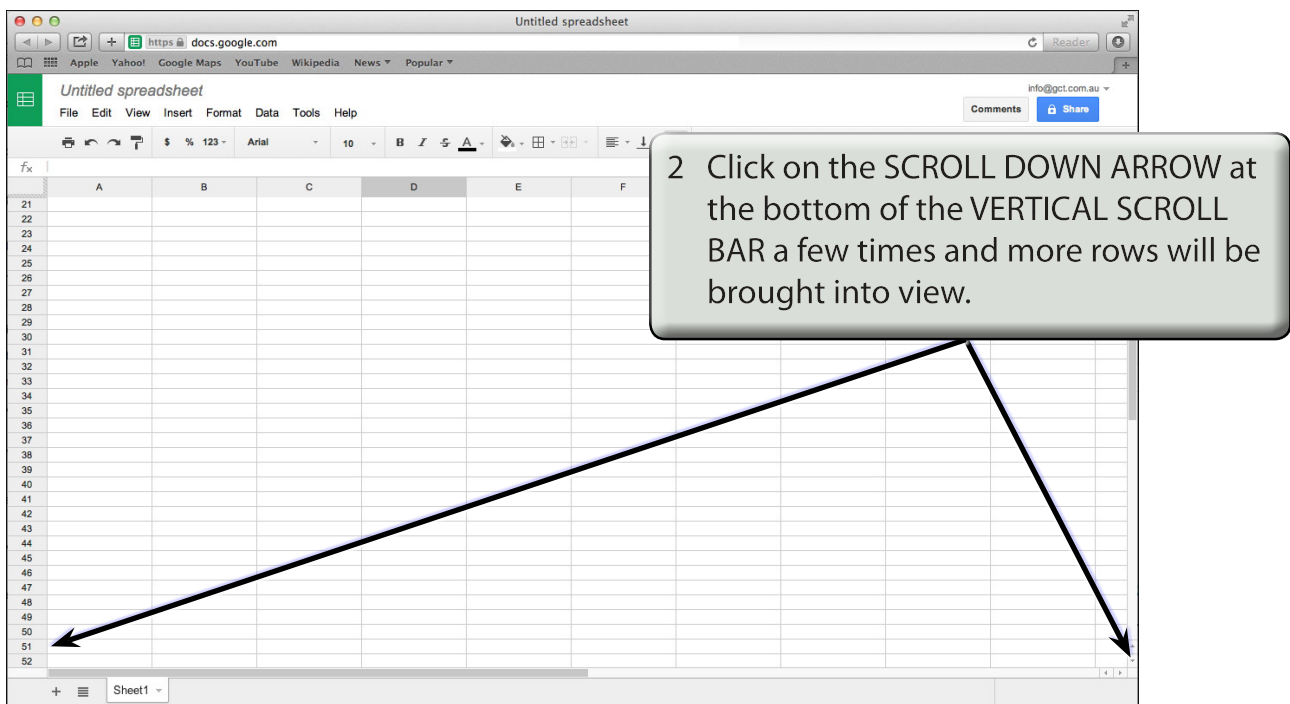 Untitled spreadsheet
https docs.google.com
Reader
Apple Yahoo! Google Maps YouTube Wikipedia News Popular
Untitled spreadsheet
info@gct.com.au
File Edit View Insert Format Data Tools Help
Comments Share
$ % 123 Arial 10 B I S A
fx
A B C D E F
2 Click on the SCROLL DOWN ARROW at
the bottom of the VERTICAL SCROLL
BAR a few times and more rows will be
brought into view.
21
22
23
24
25
26
27
28
29
30
31
32
33
34
35
36
37
38
39
40
41
42
43
44
45
46
47
48
49
50
51
52
Sheet1